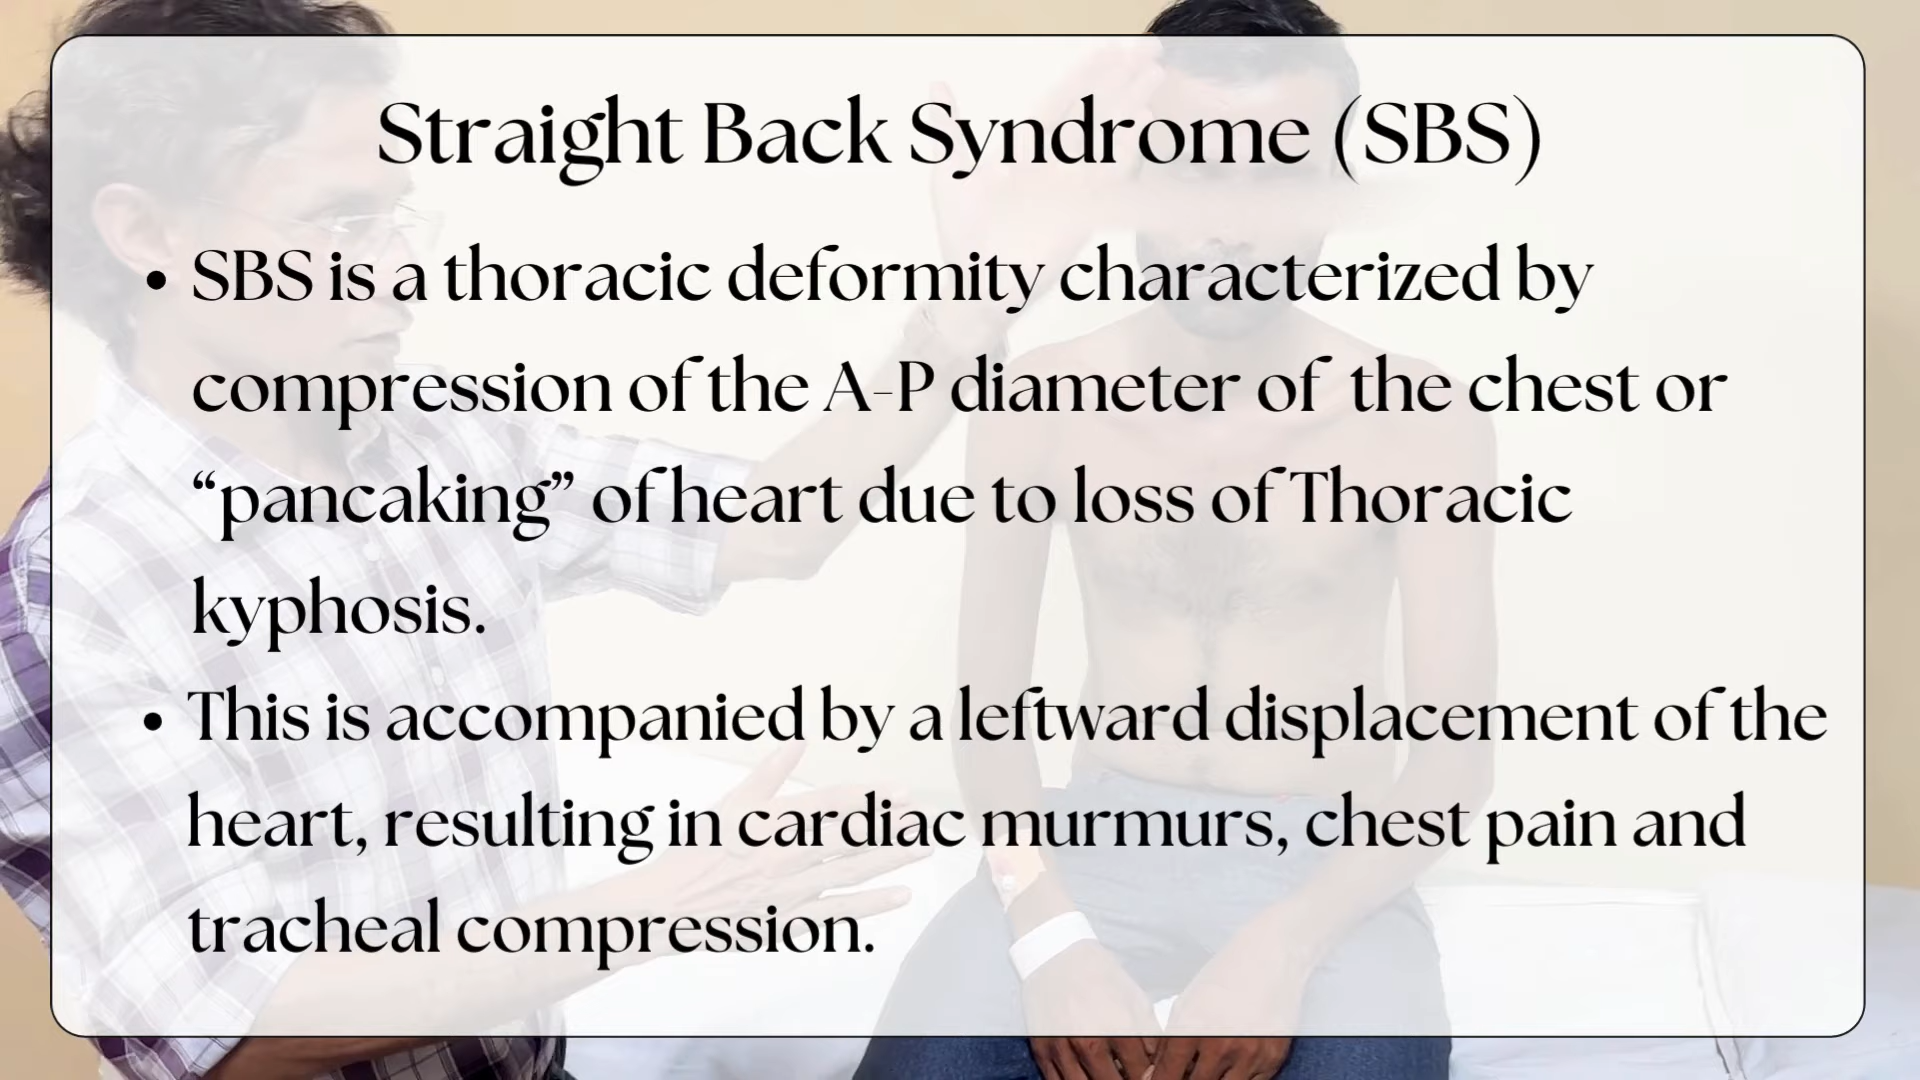 Straight Back Syndrome (SBS)
• SBS is a thoracic deformity characterized by
compression of the A-P diameter of the chest or
“pancaking” of heart due to loss of Thoracic
kyphosis.
• This is accompanied by a leftward displacement of the
heart, resulting in cardiac murmurs, chest pain and
tracheal compression.